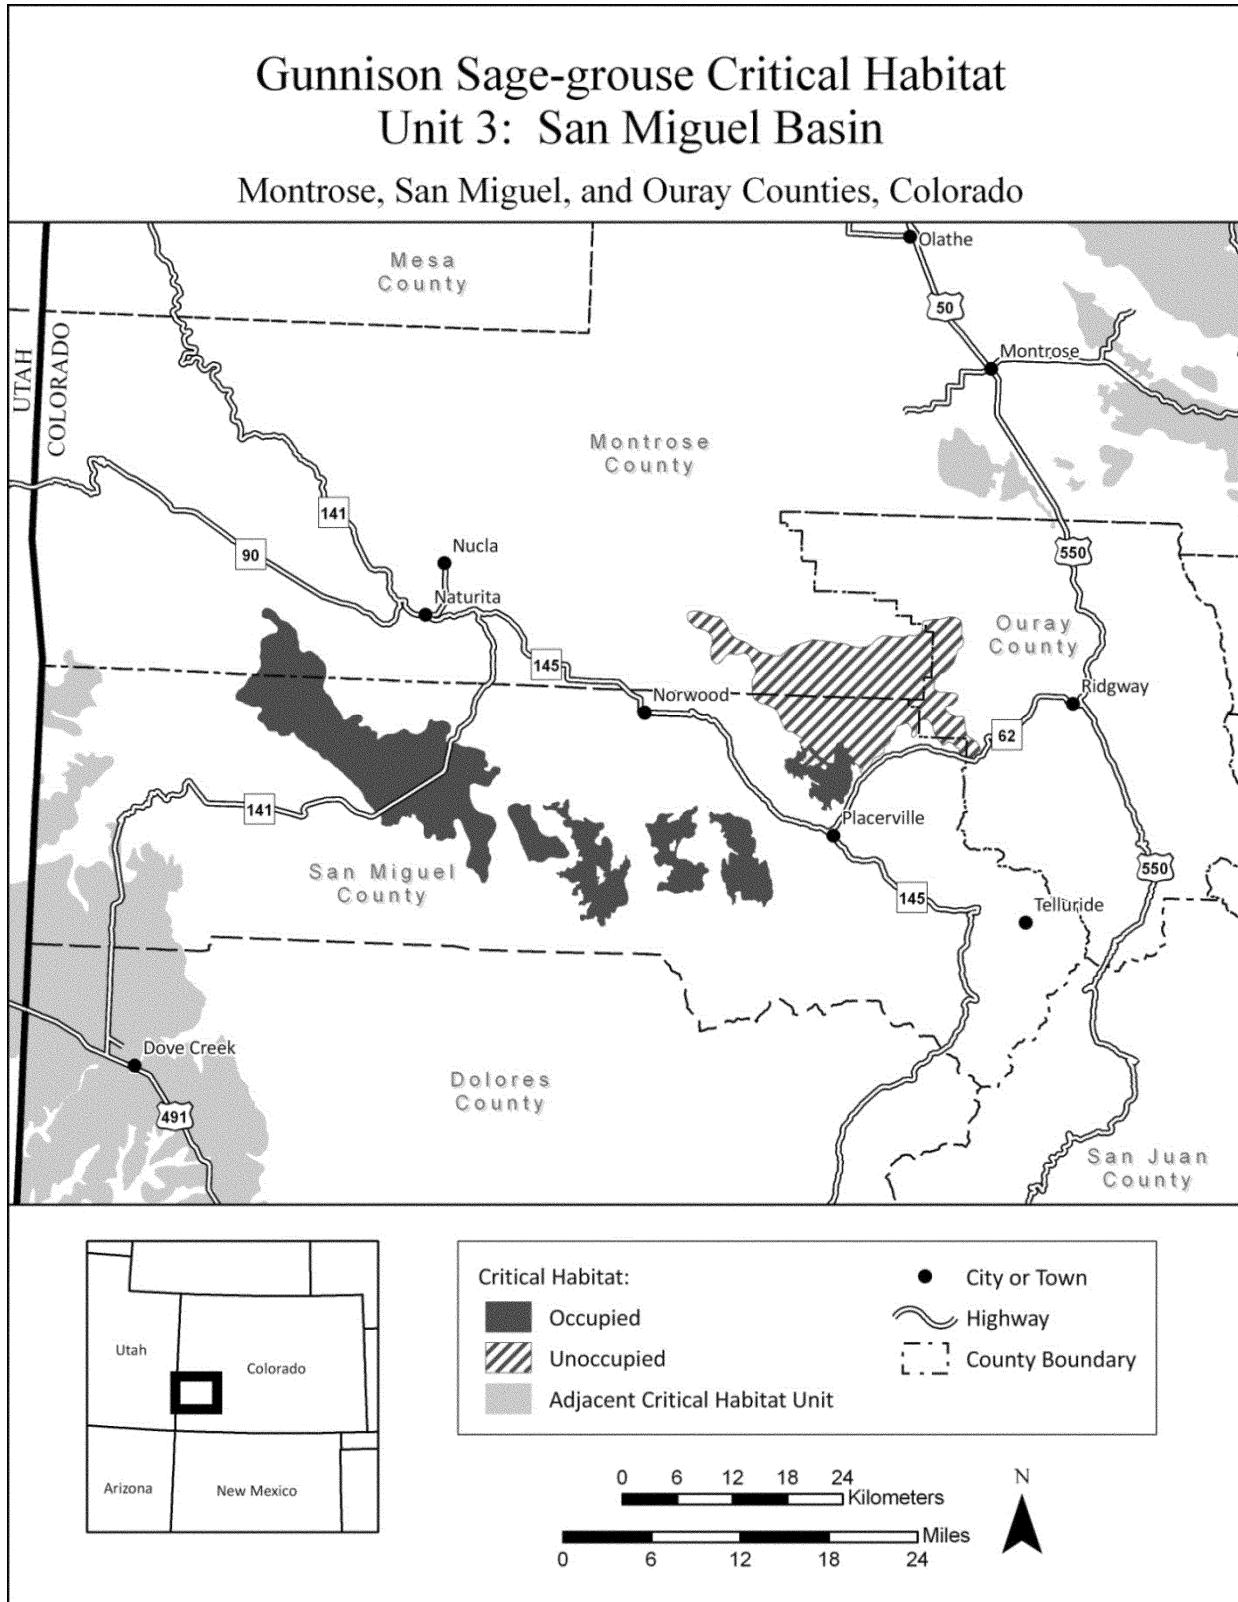 Gunnison Sage-grouse Critical Habitat
Unit 3: San Miguel Basin
Montrose, San Miguel, and Ouray Counties, Colorado
Olathe
Mesa
County
50
UTAH
COLORADO
Montrose
Montrose
County
141
90
550
Nucla
Naturita
Ouray
County
145
Norwood
Ridgway
62
141
Placerville
San Miguel
County
550
145
Telluride
Dove Creek
Dolores
County
491
San Juan
County
Utah
Colorado
Arizona
New Mexico
Critical Habitat:
Occupied
Unoccupied
Adjacent Critical Habitat Unit
City or Town
Highway
County Boundary
0 6 12 18 24
Kilometers
Miles
0 6 12 18 24
N